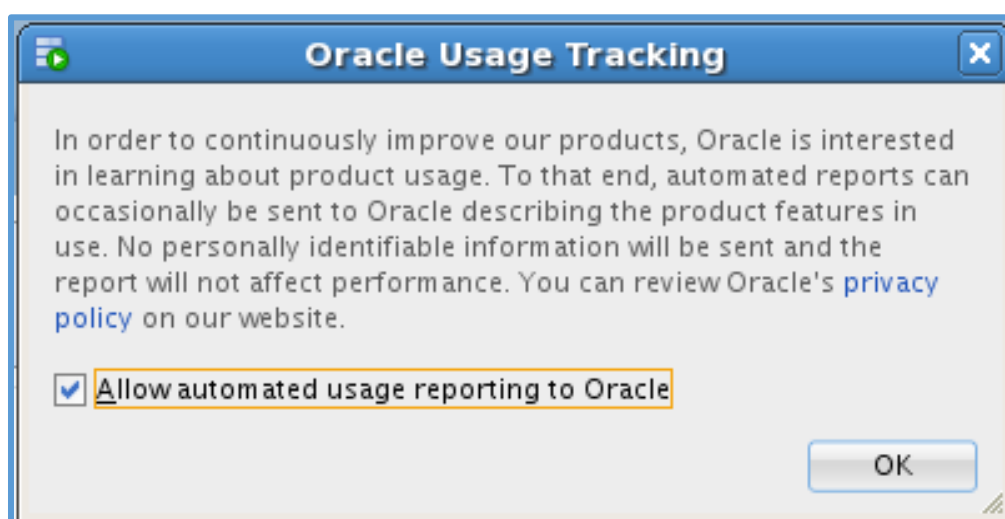 Oracle Usage Tracking
In order to continuously improve our products, Oracle is interested
in learning about product usage. To that end, automated reports can
occasionally be sent to Oracle describing the product features in
use. No personally identifiable information will be sent and the
report will not affect performance. You can review Oracle's privacy
policy on our website.
Allow automated usage reporting to Oracle
OK